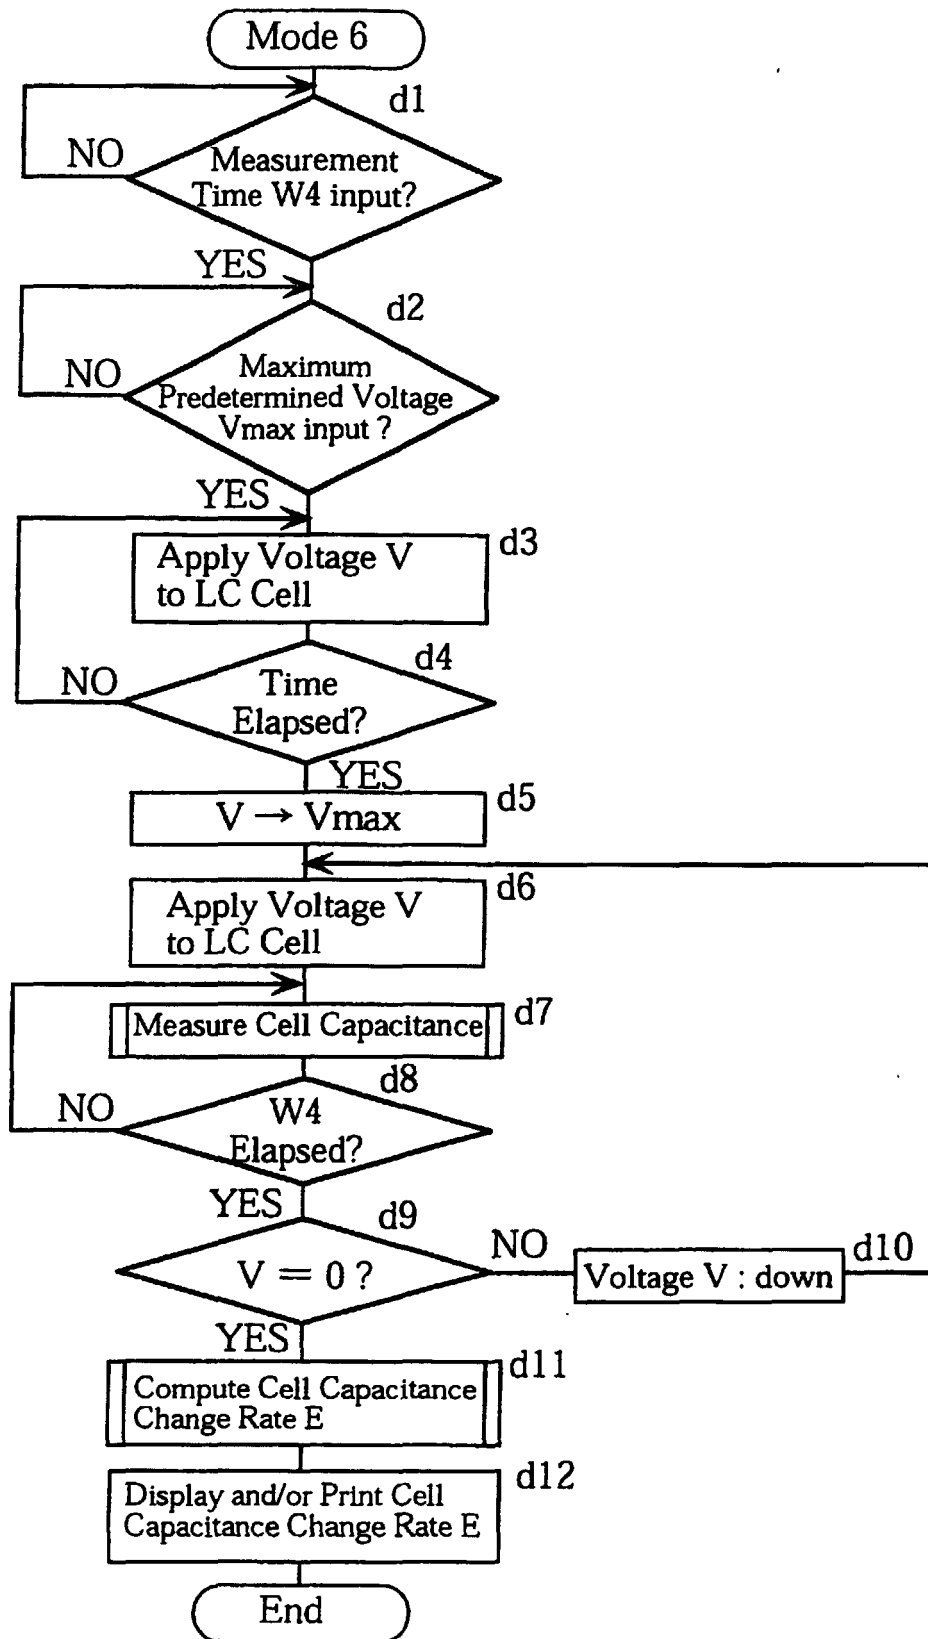 Mode 6
d1
NO
Measurement
Time W4 input?
YES
d2
NO
Maximum
Predetermined Voltage
Vmax input ?
YES
d3
Apply Voltage V
to LC Cell
d4
NO
Time
Elapsed?
YES
d5
V → Vmax
d6
Apply Voltage V
to LC Cell
d7
Measure Cell Capacitance
d8
NO
W4
Elapsed?
YES
d9
V = 0 ?
NO
d10
Voltage V : down
YES
d11
Compute Cell Capacitance
Change Rate E
d12
Display and/or Print Cell
Capacitance Change Rate E
End